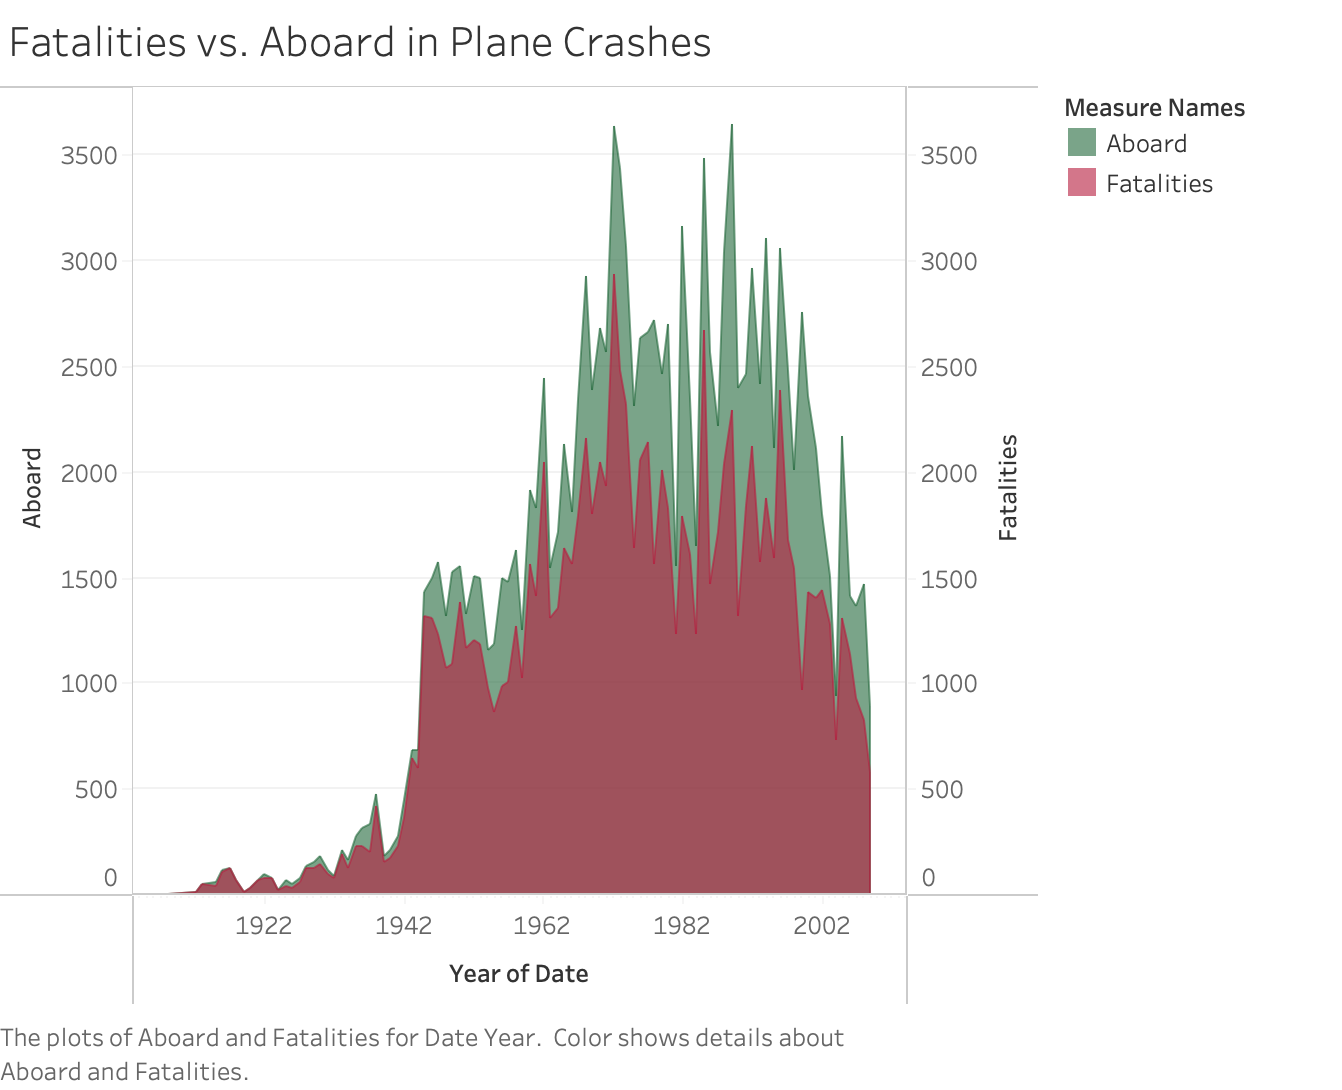 Fatalities vs. Aboard in Plane Crashes
Measure Names
Aboard
Fatalities
3500
3000
2500
2000
1500
1000
500
0
Aboard
3500
3000
2500
2000
1500
1000
500
0
Fatalities
1922 1942 1962 1982 2002
Year of Date
The plots of Aboard and Fatalities for Date Year.  Color shows details about
Aboard and Fatalities.